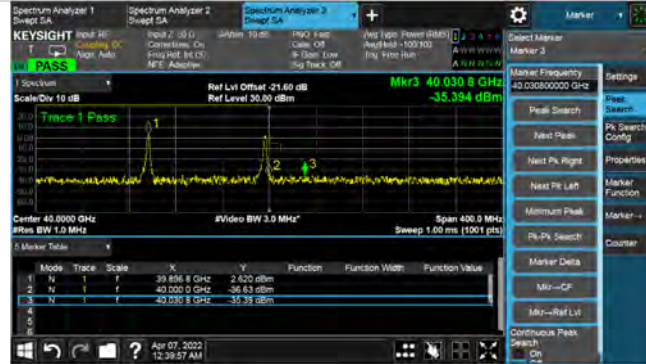 Spectrum Analyzer 1
Swept SA
Spectrum Analyzer 2
Swept SA
Spectrum Analyzer 3
Swept SA
+
Marker
KEYSIGHT
Input: RF
Coupling: DC
Align: Auto
Input Z: 50 Ω
Corrections: On
Freq Ref: Int (S)
NFE: Adaptive
Atten: 10 dB
PNO: Fast
Gate: Off
IF Gain: Low
Sig Track: Off
Avg Type: Power (RMS)
Avg|Hold: >100/100
Trig: Free Run
PASS
Select Marker
Marker 3
1 Spectrum
Scale/Div 10 dB
Ref Lvl Offset -21.60 dB
Ref Level 30.00 dBm
Mkr3 40.030 8 GHz
-35.394 dBm
Trace 1 Pass
1
2
3
Center 40.0000 GHz
#Res BW 1.0 MHz
#Video BW 3.0 MHz*
Span 400.0 MHz
Sweep 1.00 ms (1001 pts)
5 Marker Table
Mode Trace Scale X Y Function Function Width Function Value
1 N 1 f 39.896 8 GHz 2.620 dBm
2 N 1 f 40.000 0 GHz -36.63 dBm
3 N 1 f 40.030 8 GHz -35.39 dBm
4
5
6
Marker Frequency
40.030800000 GHz
Peak Search
Next Peak
Next Pk Right
Next Pk Left
Minimum Peak
Pk-Pk Search
Marker Delta
Mkr→CF
Mkr→Ref Lvl
Continuous Peak
Search
On
Settings
Peak
Search
Pk Search
Config
Properties
Marker
Function
Marker→
Counter
?
Apr 07, 2022
12:39:57 AM